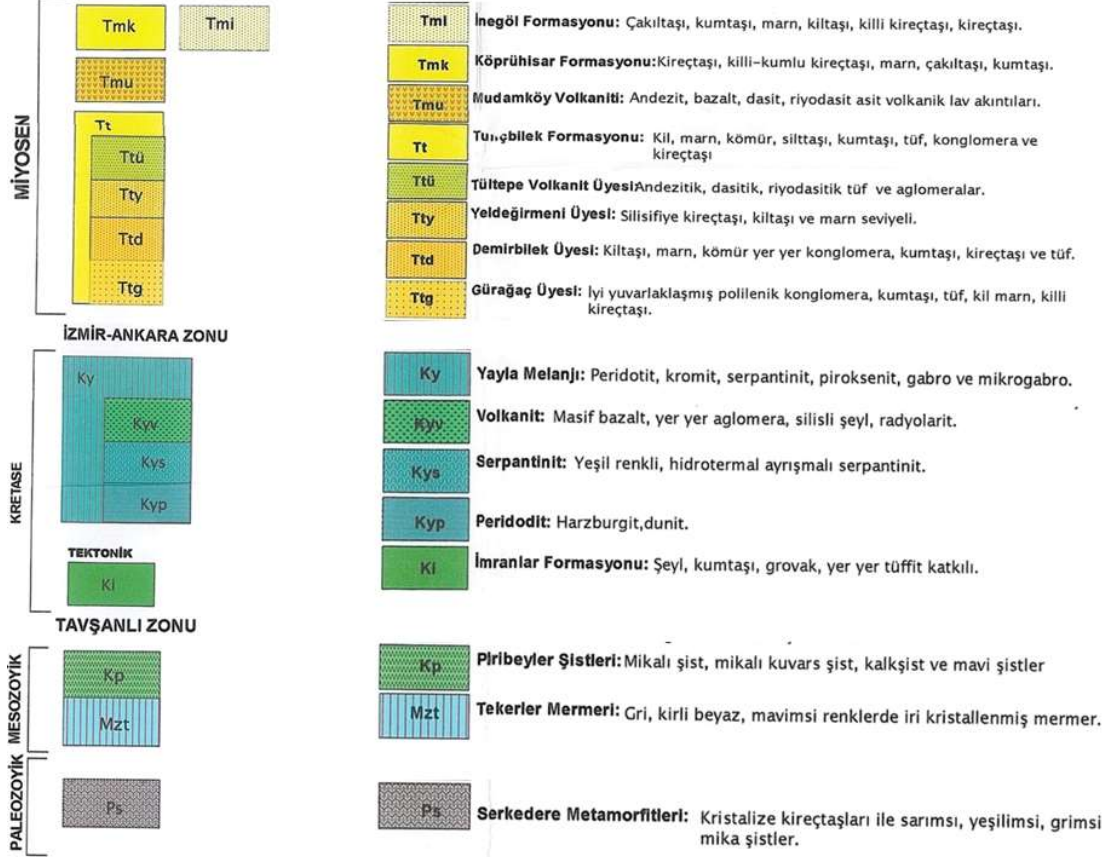 MİYOSEN
Tmk Tmi
Tmu
Tt
Ttü
Tty
Ttd
Ttg
Tmi İnegöl Formasyonu: Çakıltaşı, kumtaşı, marn, kiltaşı, killi kireçtaşı, kireçtaşı.
Tmk Köprühisar Formasyonu:Kireçtaşı, killi-kumlu kireçtaşı, marn, çakıltaşı, kumtaşı.
Tmu Mudamköy Volkaniti: Andezit, bazalt, dasit, riyodasit asit volkanik lav akıntıları.
Tt Tunçbilek Formasyonu: Kil, marn, kömür, silttaşı, kumtaşı, tüf, konglomera ve
kireçtaşı
Ttü Tültepe Volkanit Üyesi:Andezitik, dasitik, riyodasitik tüf ve aglomeralar.
Tty Yeldeğirmeni Üyesi: Silisifiye kireçtaşı, kiltaşı ve marn seviyeli.
Ttd Demirbilek Üyesi: Kiltaşı, marn, kömür yer yer konglomera, kumtaşı, kireçtaşı ve tüf.
Ttg Gürağaç Üyesi: İyi yuvarlaklaşmış polilenik konglomera, kumtaşı, tüf, kil marn, killi
kireçtaşı.
İZMİR-ANKARA ZONU
KRETASE
Ky
Kyv
Kys
Kyp
TEKTONİK
Ki
Ky Yayla Melanjı: Peridotit, kromit, serpantinit, piroksenit, gabro ve mikrogabro.
Kyv Volkanit: Masif bazalt, yer yer aglomera, silisli şeyl, radyolarit.
Kys Serpantinit: Yeşil renkli, hidrotermal ayrışmalı serpantinit.
Kyp Peridodit: Harzburgit,dunit.
Ki İmranlar Formasyonu: Şeyl, kumtaşı, grovak, yer yer tüffit katkılı.
TAVŞANLI ZONU
MESOZOYİK
Kp
Mzt
Kp Piribeyler Şistleri: Mikalı şist, mikalı kuvars şist, kalkşist ve mavi şistler
Mzt Tekerler Mermeri: Gri, kirli beyaz, mavimsi renklerde iri kristallenmiş mermer.
PALEOZOYİK
Ps
Ps Serkedere Metamorfitleri: Kristalize kireçtaşları ile sarımsı, yeşilimsi, grimsi
mika şistler.